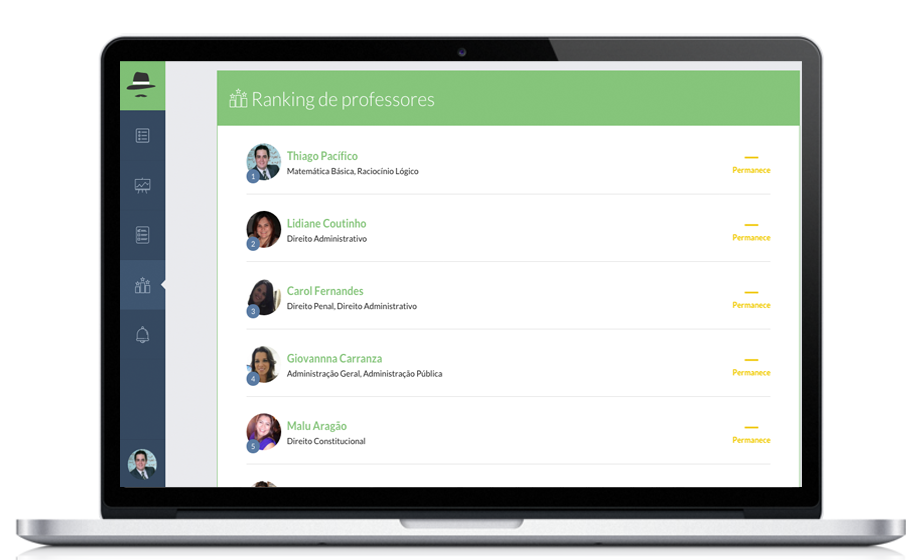 Ranking de professores
Thiago Pacífico
Matemática Básica, Raciocínio Lógico
1
Permanece
Lidiane Coutinho
Direito Administrativo
2
Permanece
Carol Fernandes
Direito Penal, Direito Administrativo
3
Permanece
Giovannna Carranza
Administração Geral, Administração Pública
4
Permanece
Malu Aragão
Direito Constitucional
5
Permanece